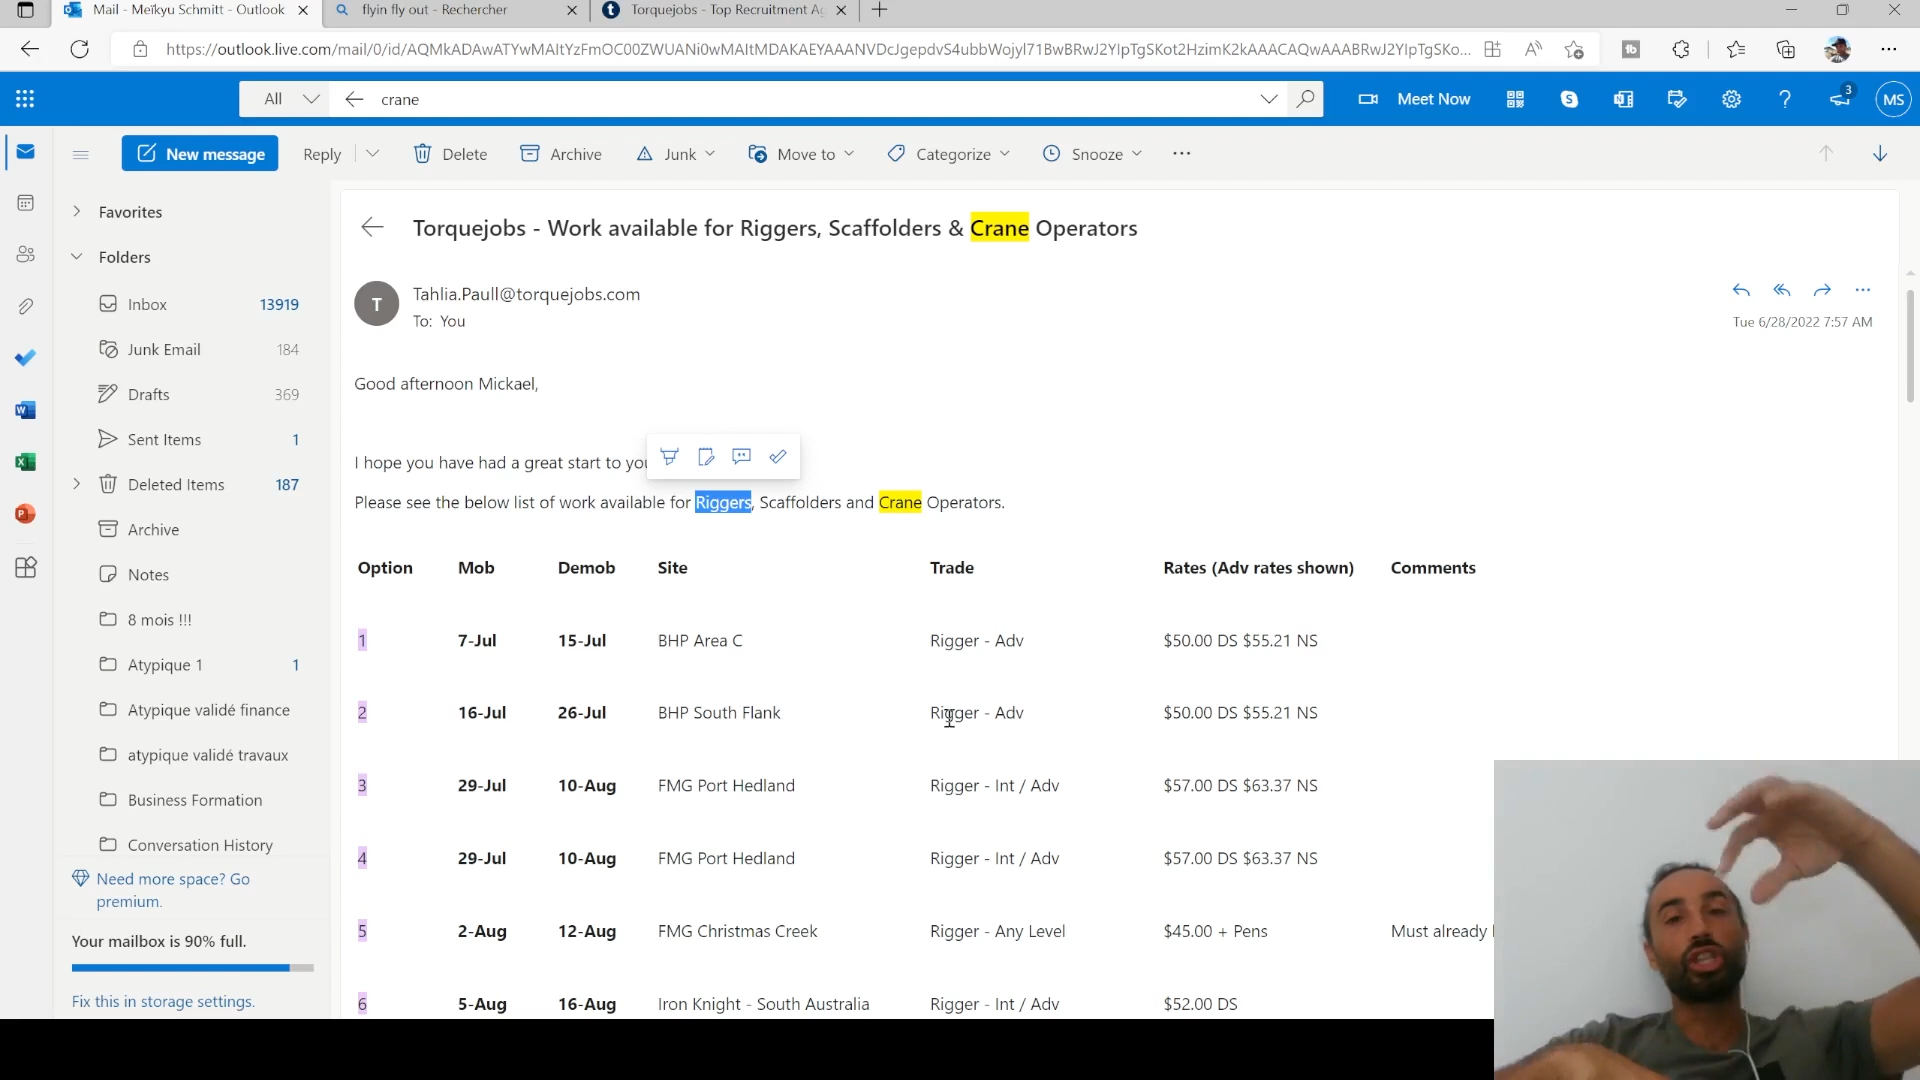 Mail - Meïkyu Schmitt - Outlook
flyin fly out - Rechercher
Torquejobs - Top Recruitment Ag
https://outlook.live.com/mail/0/id/AQMkADAwATYwMAItYzFmOC00ZWUANi0wMAItMDAKAEYAAANVDcJgepdvS4ubbWojyl71BwBRwJ2YIpTgSKot2HzimK2kAAACAQwAAABRwJ2YIpTgSKo...
All
crane
Meet Now
3
MS
New message
Reply
Delete
Archive
Junk
Move to
Categorize
Snooze
Favorites
Folders
Inbox 13919
Junk Email 184
Drafts 369
Sent Items 1
Deleted Items 187
Archive
Notes
8 mois !!!
Atypique 1 1
Atypique validé finance
atypique validé travaux
Business Formation
Conversation History
Need more space? Go
premium.
Your mailbox is 90% full.
Fix this in storage settings.
Torquejobs - Work available for Riggers, Scaffolders & Crane Operators
T
Tahlia.Paull@torquejobs.com
To: You
Tue 6/28/2022 7:57 AM
Good afternoon Mickael,
I hope you have had a great start to you
Please see the below list of work available for Riggers, Scaffolders and Crane Operators.
Option Mob Demob Site Trade Rates (Adv rates shown) Comments
1 7-Jul 15-Jul BHP Area C Rigger - Adv $50.00 DS $55.21 NS
2 16-Jul 26-Jul BHP South Flank Rigger - Adv $50.00 DS $55.21 NS
3 29-Jul 10-Aug FMG Port Hedland Rigger - Int / Adv $57.00 DS $63.37 NS
4 29-Jul 10-Aug FMG Port Hedland Rigger - Int / Adv $57.00 DS $63.37 NS
5 2-Aug 12-Aug FMG Christmas Creek Rigger - Any Level $45.00 + Pens Must already
6 5-Aug 16-Aug Iron Knight - South Australia Rigger - Int / Adv $52.00 DS